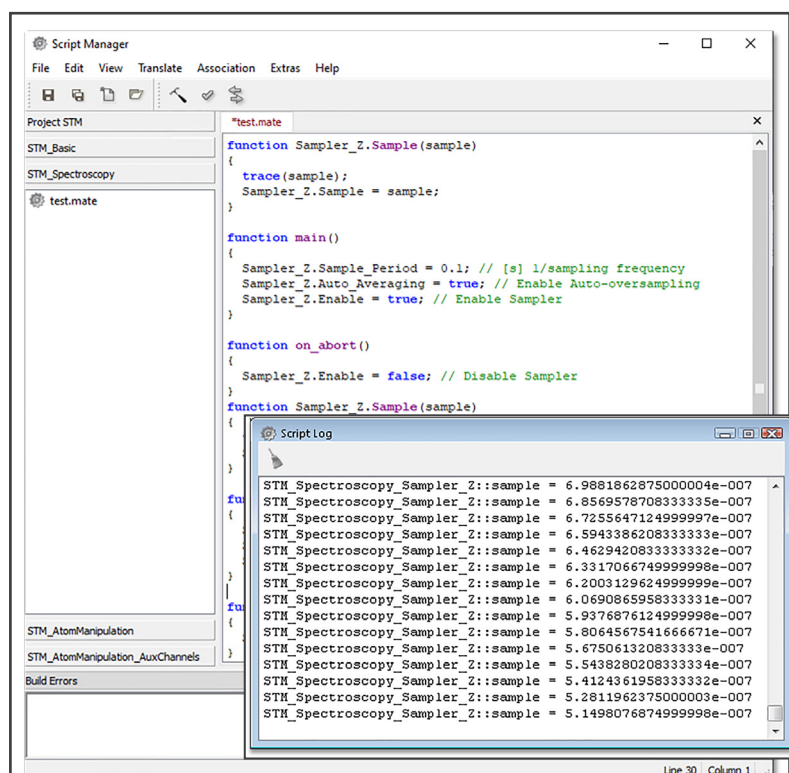 Script Manager
File Edit View Translate Association Extras Help
Project STM
STM_Basic
STM_Spectroscopy
test.mate
STM_AtomManipulation
STM_AtomManipulation_AuxChannels
*test.mate
function Sampler_Z.Sample(sample)
{
trace(sample);
Sampler_Z.Sample = sample;
}
function main()
{
Sampler_Z.Sample_Period = 0.1; // [s] 1/sampling frequency
Sampler_Z.Auto_Averaging = true; // Enable Auto-oversampling
Sampler_Z.Enable = true; // Enable Sampler
}
function on_abort()
{
Sampler_Z.Enable = false; // Disable Sampler
}
function Sampler_Z.Sample(sample)
{
}
fu
{
}
fu
{
}
Script Log
STM_Spectroscopy_Sampler_Z::sample = 6.9881862875000004e-007
STM_Spectroscopy_Sampler_Z::sample = 6.8569578708333335e-007
STM_Spectroscopy_Sampler_Z::sample = 6.7255647124999997e-007
STM_Spectroscopy_Sampler_Z::sample = 6.5943386208333333e-007
STM_Spectroscopy_Sampler_Z::sample = 6.4629420833333332e-007
STM_Spectroscopy_Sampler_Z::sample = 6.3317066749999998e-007
STM_Spectroscopy_Sampler_Z::sample = 6.2003129624999999e-007
STM_Spectroscopy_Sampler_Z::sample = 6.0690865958333331e-007
STM_Spectroscopy_Sampler_Z::sample = 5.9376876124999998e-007
STM_Spectroscopy_Sampler_Z::sample = 5.8064567541666671e-007
STM_Spectroscopy_Sampler_Z::sample = 5.675061320833333e-007
STM_Spectroscopy_Sampler_Z::sample = 5.5438280208333334e-007
STM_Spectroscopy_Sampler_Z::sample = 5.4124361958333332e-007
STM_Spectroscopy_Sampler_Z::sample = 5.2811962375000003e-007
STM_Spectroscopy_Sampler_Z::sample = 5.1498076874999998e-007
Build Errors
Line 30 Column 1